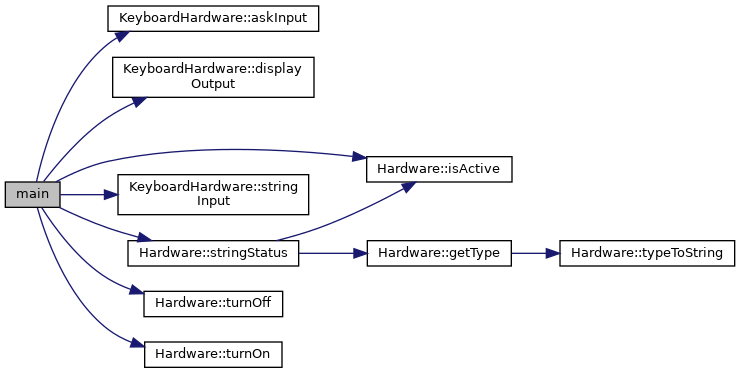 KeyboardHardware::askInput
KeyboardHardware::display
Output
Hardware::isActive
main
KeyboardHardware::string
Input
Hardware::stringStatus
Hardware::getType
Hardware::typeToString
Hardware::turnOff
Hardware::turnOn